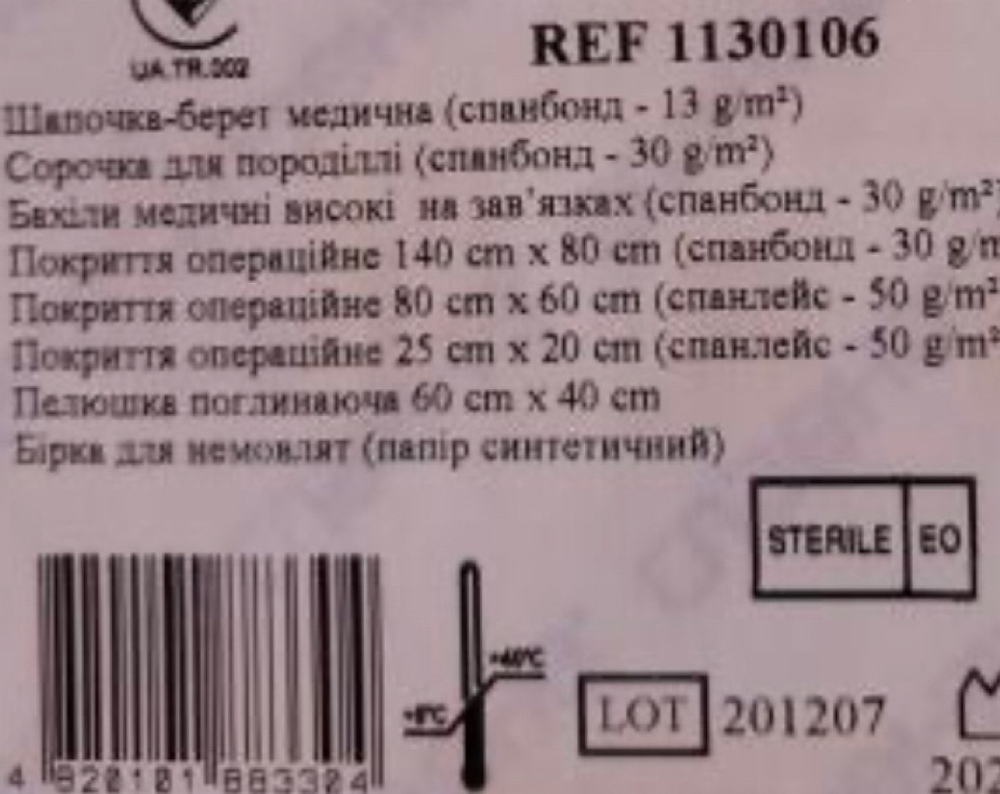 REF 1130106
UA.TR.002
Шапочка-берет медична (спанбонд - 13 g/m²)
Сорочка для породіллі (спанбонд - 30 g/m²)
Бахіли медичні високі на зав’язках (спанбонд - 30 g/m²)
Покриття операційне 140 cm x 80 cm (спанбонд - 30 g/m
Покриття операційне 80 cm x 60 cm (спанлейс - 50 g/m²
Покриття операційне 25 cm x 20 cm (спанлейс - 50 g/m²
Пелюшка поглинаюча 60 cm x 40 cm
Бірка для немовлят (папір синтетичний)
STERILE EO
+40°C
LOT 201207
4 820101 883304
202